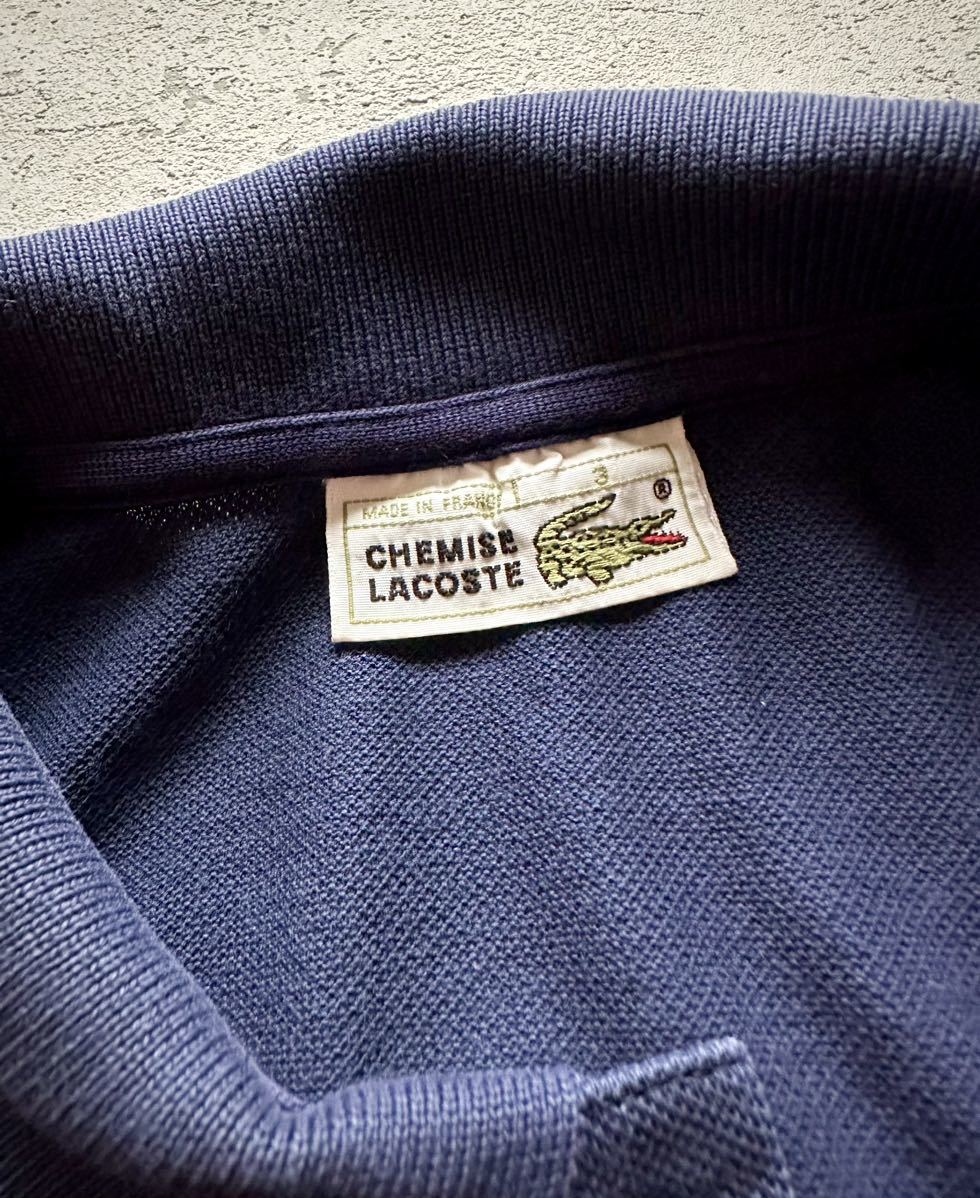 MADE IN FRANCE T 3
®
CHEMISE
LACOSTE